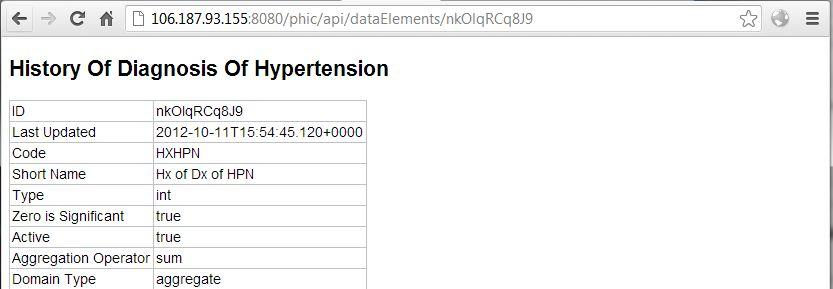 106.187.93.155:8080/phic/api/dataElements/nkOlqRCq8J9
History Of Diagnosis Of Hypertension
ID nkOlqRCq8J9
Last Updated 2012-10-11T15:54:45.120+0000
Code HXHPN
Short Name Hx of Dx of HPN
Type int
Zero is Significant true
Active true
Aggregation Operator sum
Domain Type aggregate